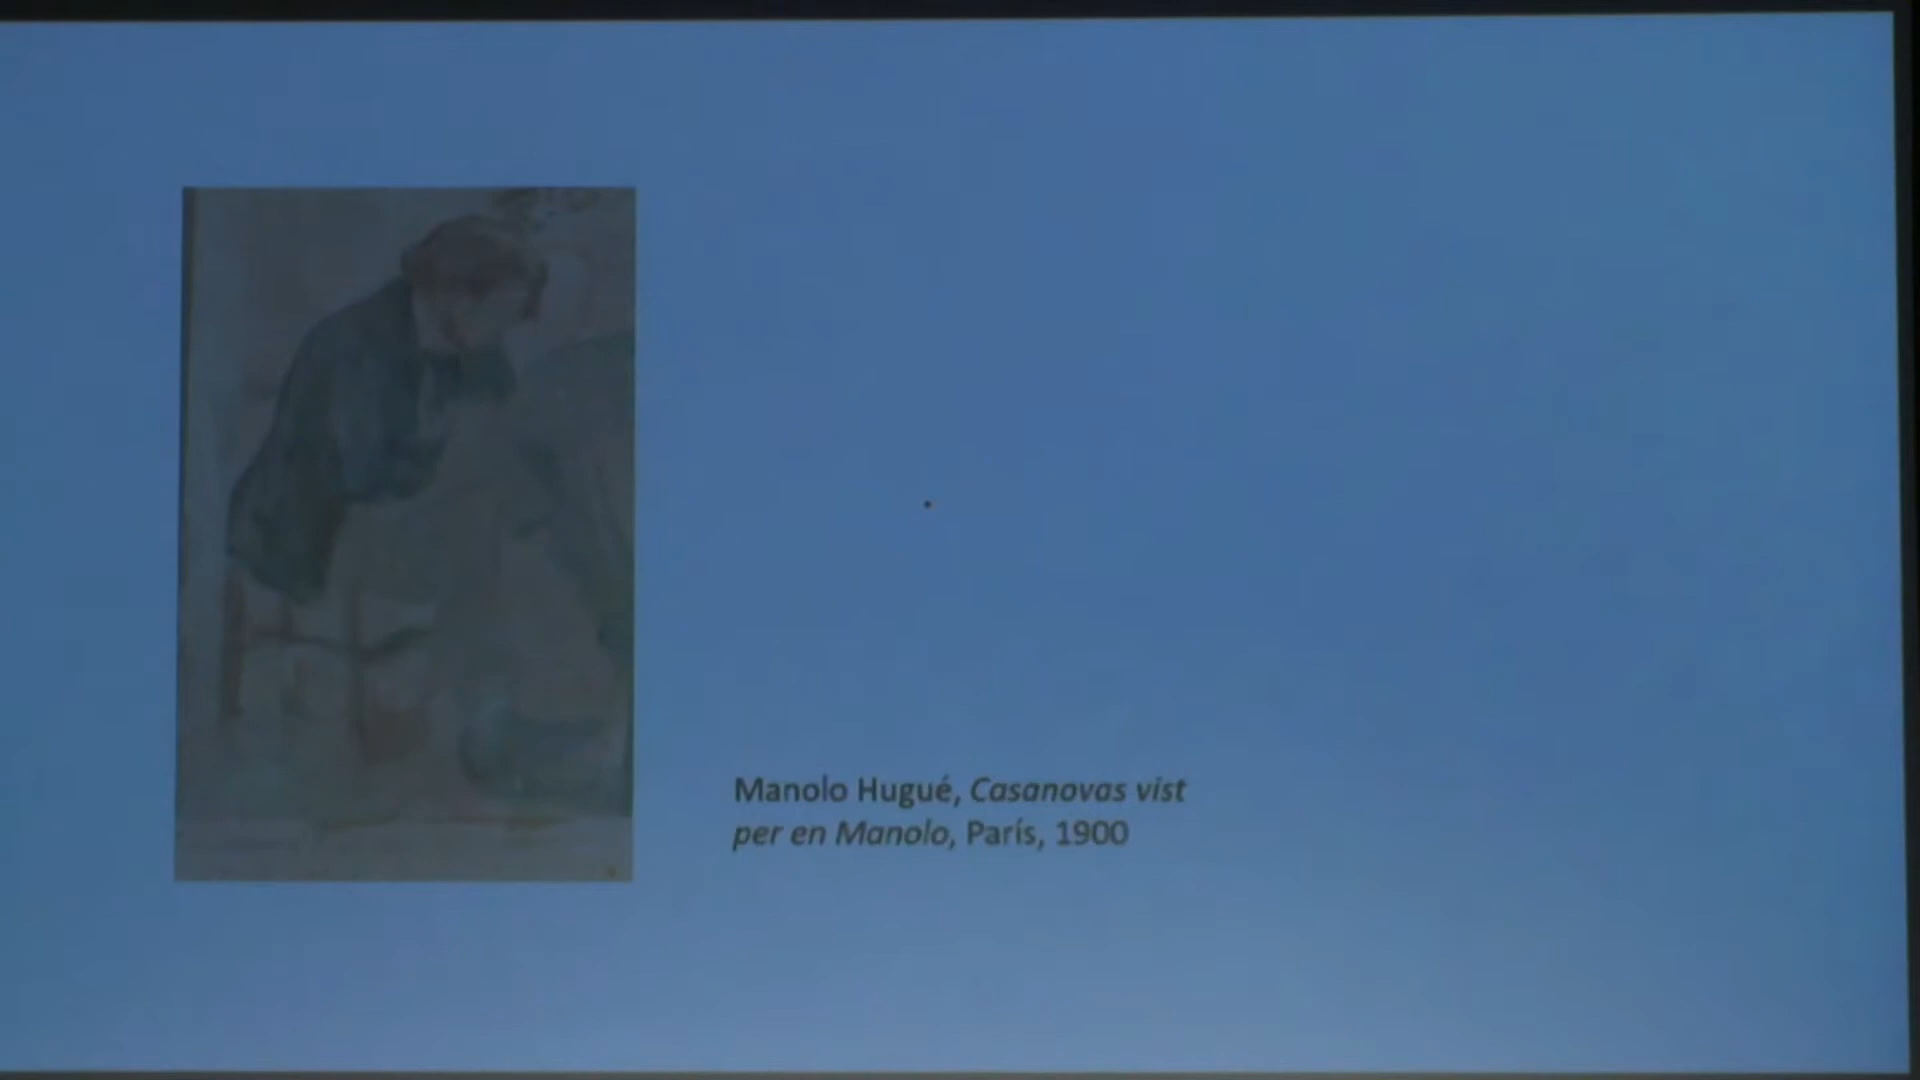 Manolo Hugué, Casanovas vist
per en Manolo, París, 1900